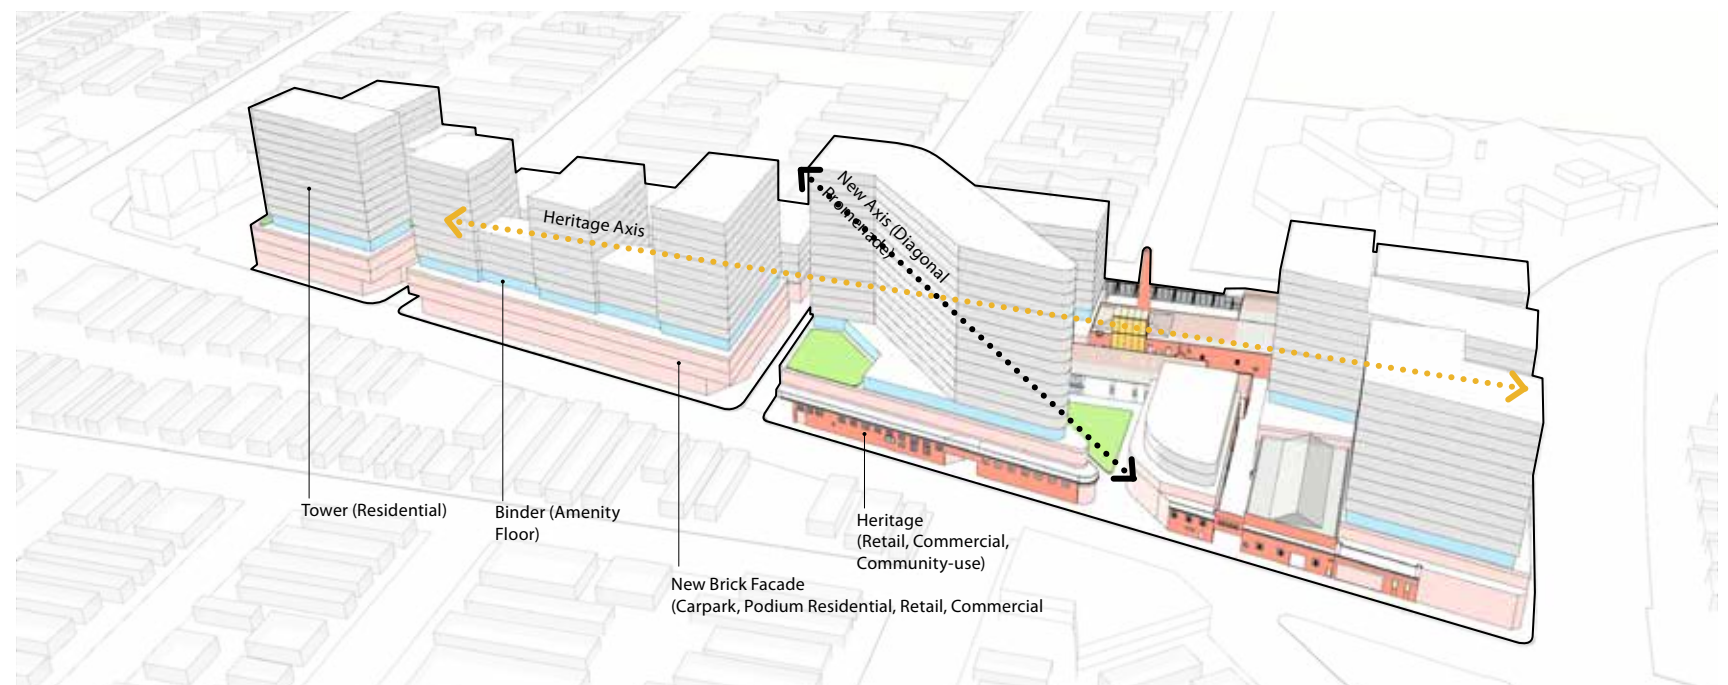 Heritage Axis
New Axis (Diagonal
Promenade)
Tower (Residential)
Binder (Amenity
Floor)
Heritage
(Retail, Commercial,
Community-use)
New Brick Facade
(Carpark, Podium Residential, Retail, Commercial